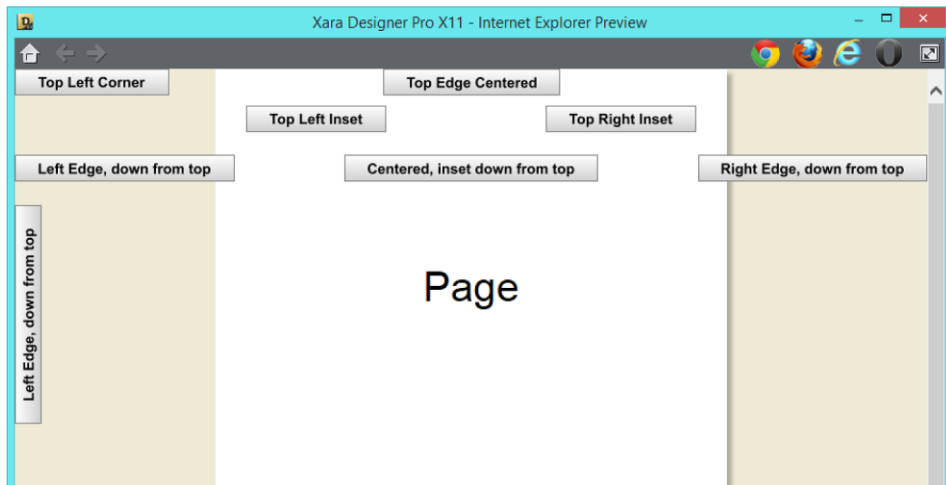 Xara Designer Pro X11 - Internet Explorer Preview
Top Left Corner
Top Edge Centered
Top Left Inset
Top Right Inset
Left Edge, down from top
Centered, inset down from top
Right Edge, down from top
Left Edge, down from top
Page